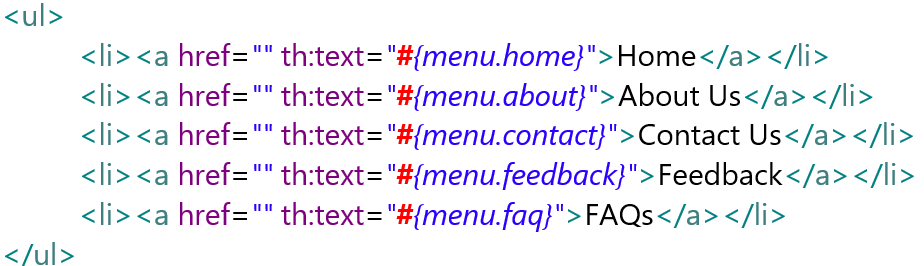 <ul>
<li><a href="" th:text="#{menu.home}">Home</a></li>
<li><a href="" th:text="#{menu.about}">About Us</a></li>
<li><a href="" th:text="#{menu.contact}">Contact Us</a></li>
<li><a href="" th:text="#{menu.feedback}">Feedback</a></li>
<li><a href="" th:text="#{menu.faq}">FAQs</a></li>
</ul>